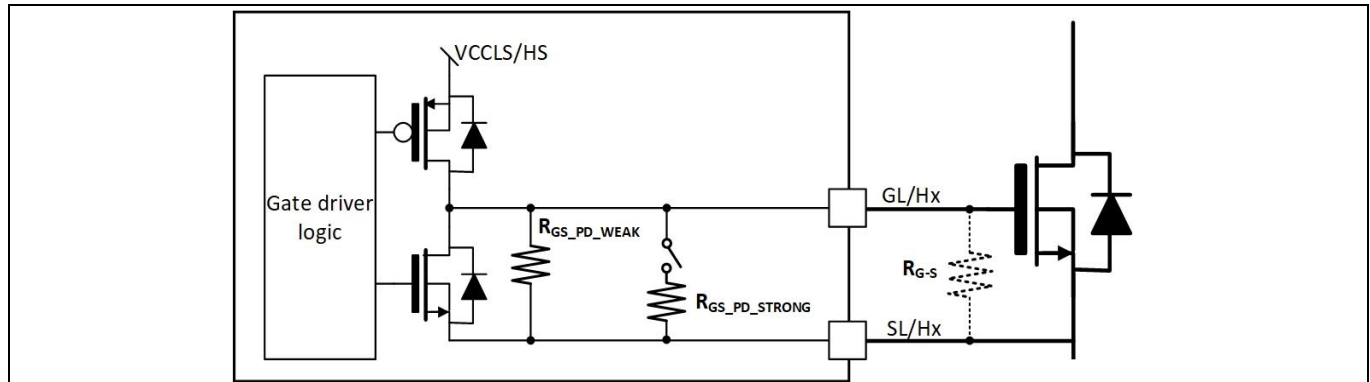 VCCLS/HS
Gate driver
logic
RGS_PD_WEAK
RGS_PD_STRONG
GL/Hx
RG-S
SL/Hx